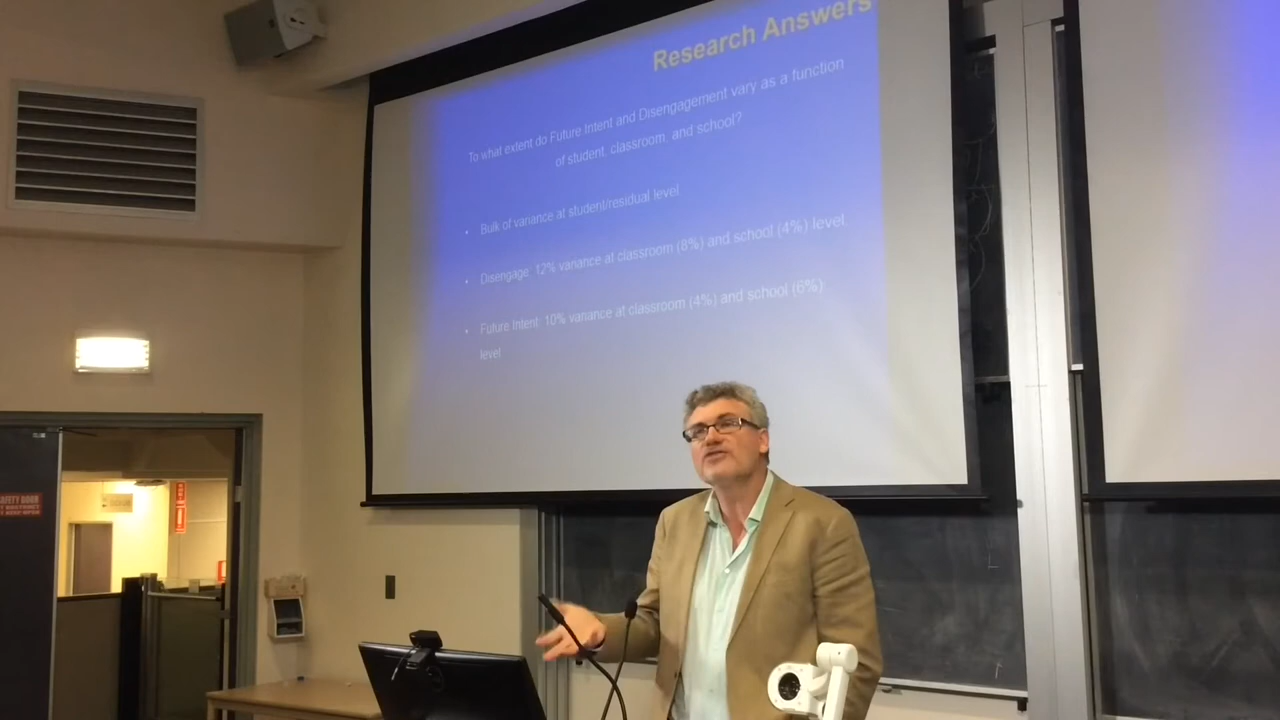 Research Answers
To what extent do Future Intent and Disengagement vary as a function
of student, classroom, and school?
• Bulk of variance at student/residual level
• Disengage: 12% variance at classroom (8%) and school (4%) level
• Future Intent: 10% variance at classroom (4%) and school (6%)
level
SAFETY DOOR